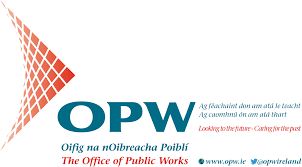 OPW
Ag féachaint don am atá le teacht
Ag caomhnú ón am atá thart
Looking to the future - Caring for the past
Oifig na nOibreacha Poiblí
The Office of Public Works
www.opw.ie @opwireland